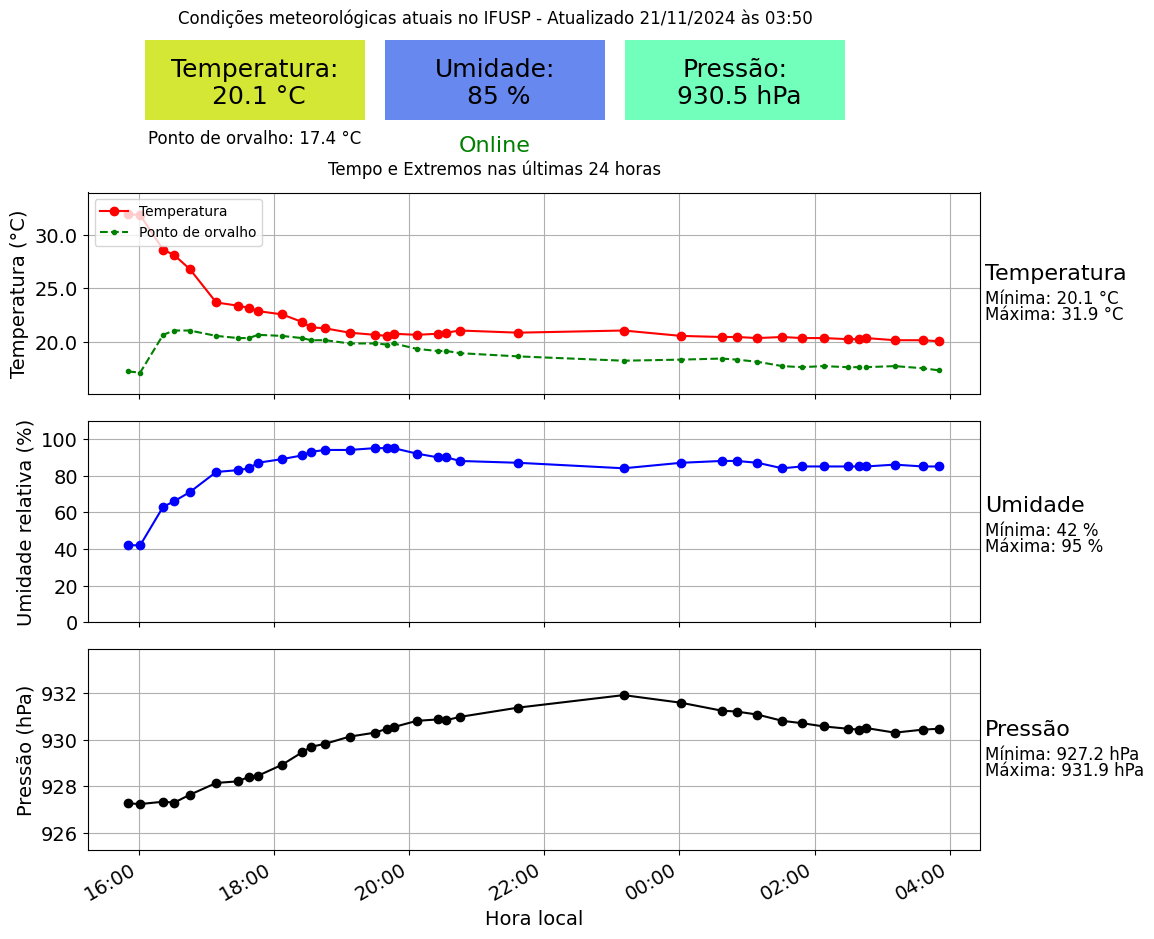 Condições meteorológicas atuais no IFUSP - Atualizado 21/11/2024 às 03:50
Temperatura:
20.1 °C
Umidade:
85 %
Pressão:
930.5 hPa
Ponto de orvalho: 17.4 °C
Online
Tempo e Extremos nas últimas 24 horas
Temperatura (°C)
30.0
25.0
20.0
Temperatura
Ponto de orvalho
Temperatura
Mínima: 20.1 °C
Máxima: 31.9 °C
Umidade relativa (%)
100
80
60
40
20
0
Umidade
Mínima: 42 %
Máxima: 95 %
Pressão (hPa)
932
930
928
926
Pressão
Mínima: 927.2 hPa
Máxima: 931.9 hPa
16:00
18:00
20:00
22:00
00:00
02:00
04:00
Hora local